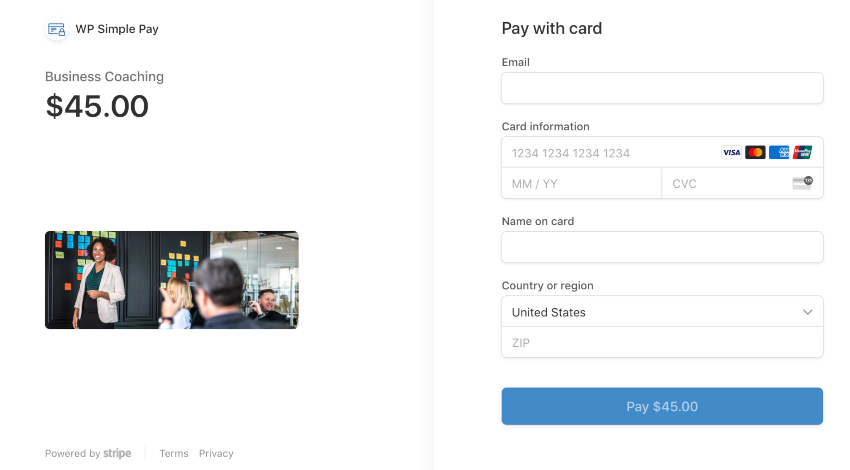 WP Simple Pay
Business Coaching
$45.00
Powered by stripe
Terms Privacy
Pay with card
Email
Card information
1234 1234 1234 1234 VISA
MM / YY
CVC
Name on card
Country or region
United States
ZIP
Pay $45.00